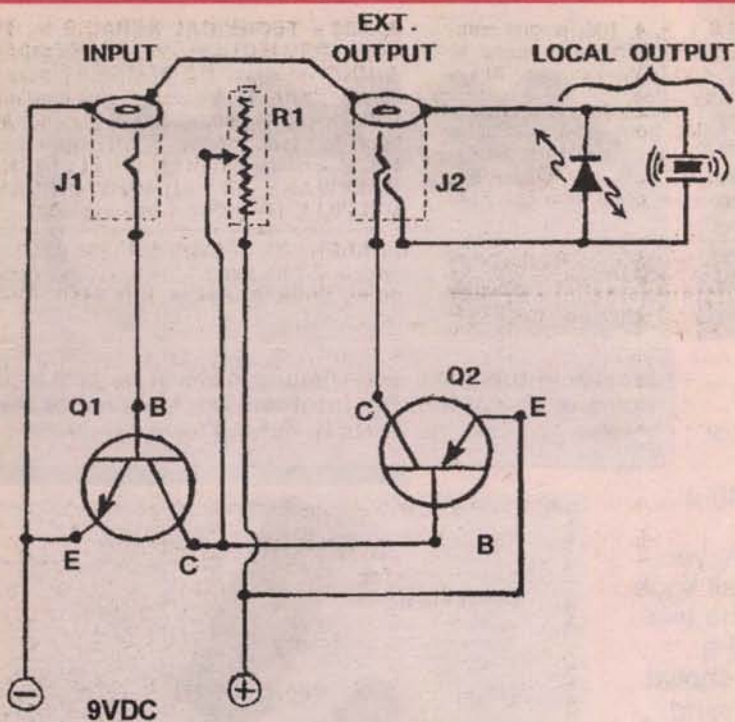 EXT.
INPUT OUTPUT LOCAL OUTPUT
R1
J1 J2
Q1 B
Q2
C E
E C B
- +
9VDC